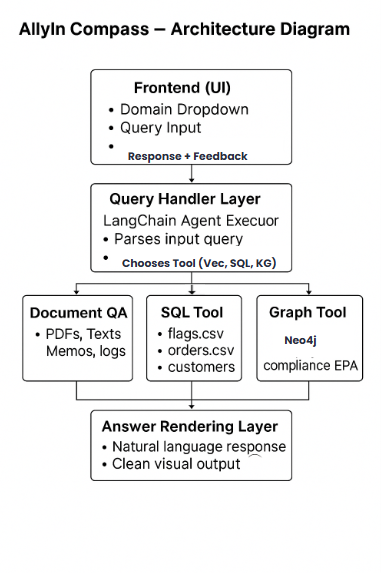 AllyIn Compass — Architecture Diagram
Frontend (UI)
• Domain Dropdown
• Query Input
•
Response + Feedback
Query Handler Layer
LangChain Agent Execuor
• Parses input query
•
Chooses Tool (Vec, SQL, KG)
Document QA
• PDFs, Texts
Memos, logs
SQL Tool
• flags.csv
• orders.csv
• customers
Graph Tool
Neo4j
compliance EPA
Answer Rendering Layer
• Natural language response
• Clean visual output